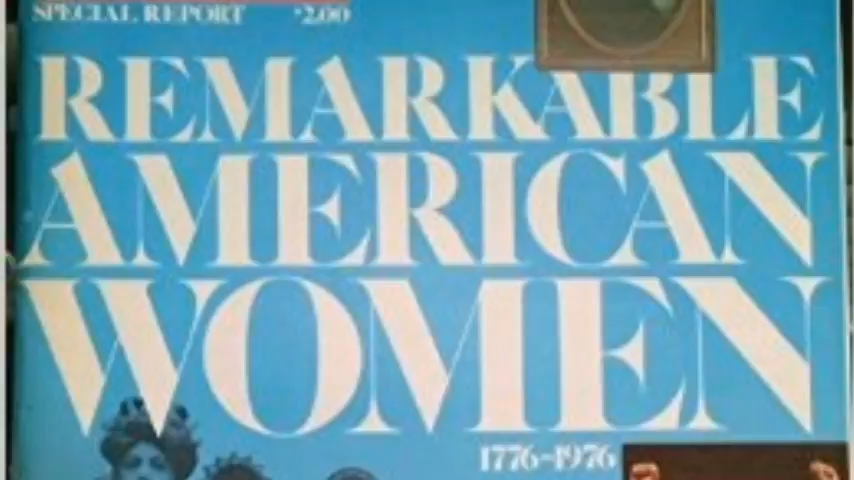 SPECIAL REPORT $2.00
REMARKABLE
AMERICAN
WOMEN
1776-1976